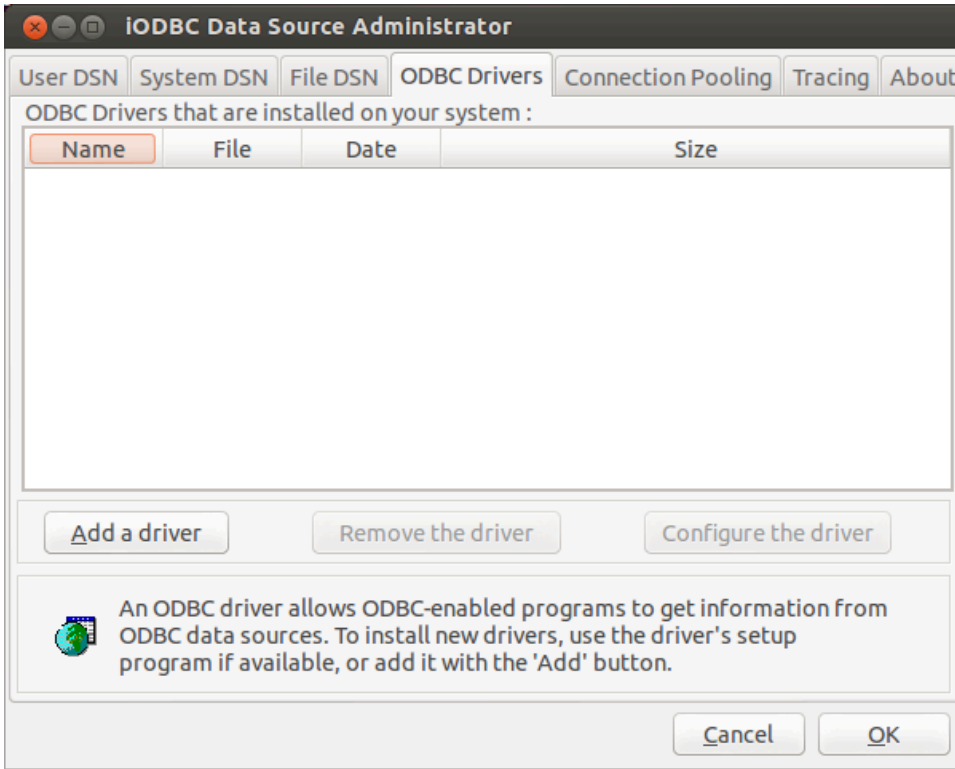 iODBC Data Source Administrator
User DSN System DSN File DSN ODBC Drivers Connection Pooling Tracing About
ODBC Drivers that are installed on your system :
Name File Date Size
Add a driver Remove the driver Configure the driver
An ODBC driver allows ODBC-enabled programs to get information from
ODBC data sources. To install new drivers, use the driver's setup
program if available, or add it with the 'Add' button.
Cancel OK